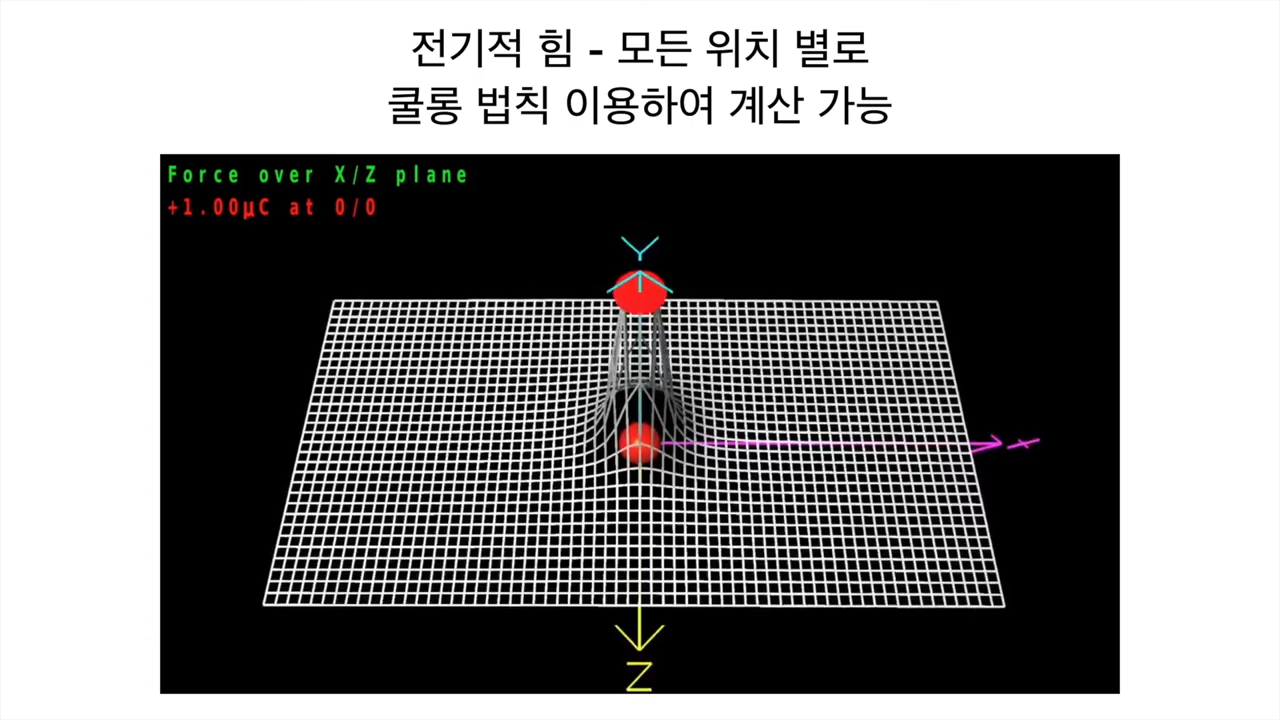 전기적 힘 - 모든 위치 별로
쿨롱 법칙 이용하여 계산 가능
Force over X/Z plane
+1.00µC at 0/0
Y
X
Z